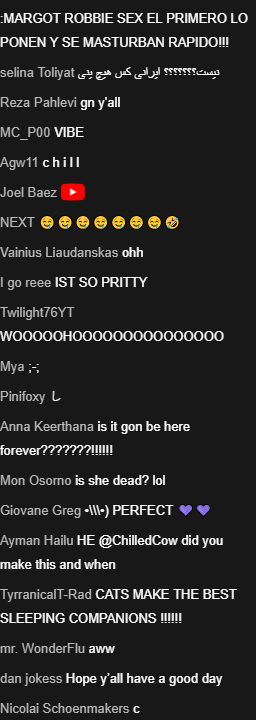 :MARGOT ROBBIE SEX EL PRIMERO LO
PONEN Y SE MASTURBAN RAPIDO!!!
selina Toliyat نیست؟؟؟؟؟؟؟ ایرانی کس هیچ ینی
Reza Pahlevi gn y'all
MC_P00 VIBE
Agw11 c h i l l
Joel Baez
NEXT 😊😊😅😅😅😅😅🤣
Vainius Liaudanskas ohh
I go reee IST SO PRITTY
Twilight76YT
WOOOOOHOOOOOOOOOOOOOOO
Mya ;-;
Pinifoxy し
Anna Keerthana is it gon be here
forever???????!!!!!!
Mon Osorno is she dead? lol
Giovane Greg •\\\•) PERFECT 💜💜
Ayman Hailu HE @ChilledCow did you
make this and when
TyrranicalT-Rad CATS MAKE THE BEST
SLEEPING COMPANIONS !!!!!!
mr. WonderFlu aww
dan jokess Hope y'all have a good day
Nicolai Schoenmakers c